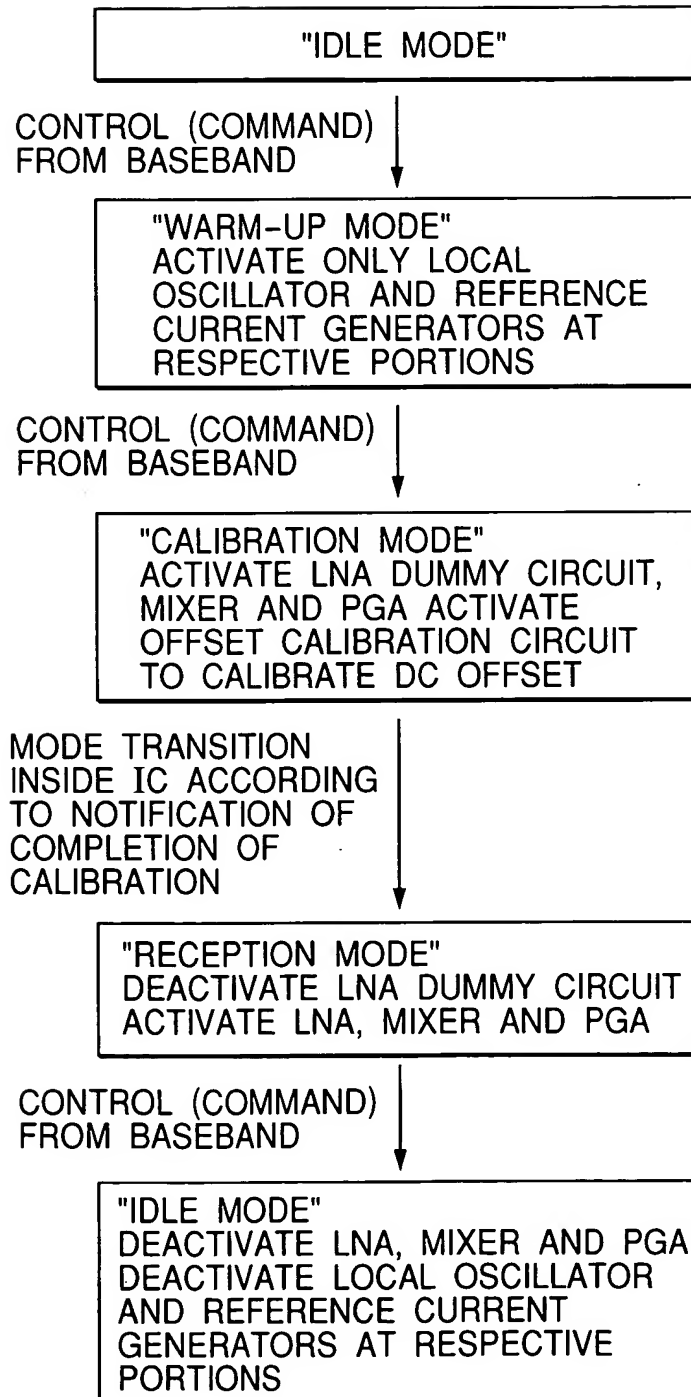 "IDLE MODE"
CONTROL (COMMAND)
FROM BASEBAND
"WARM-UP MODE"
ACTIVATE ONLY LOCAL
OSCILLATOR AND REFERENCE
CURRENT GENERATORS AT
RESPECTIVE PORTIONS
CONTROL (COMMAND)
FROM BASEBAND
"CALIBRATION MODE"
ACTIVATE LNA DUMMY CIRCUIT,
MIXER AND PGA ACTIVATE
OFFSET CALIBRATION CIRCUIT
TO CALIBRATE DC OFFSET
MODE TRANSITION
INSIDE IC ACCORDING
TO NOTIFICATION OF
COMPLETION OF
CALIBRATION
"RECEPTION MODE"
DEACTIVATE LNA DUMMY CIRCUIT
ACTIVATE LNA, MIXER AND PGA
CONTROL (COMMAND)
FROM BASEBAND
"IDLE MODE"
DEACTIVATE LNA, MIXER AND PGA
DEACTIVATE LOCAL OSCILLATOR
AND REFERENCE CURRENT
GENERATORS AT RESPECTIVE
PORTIONS